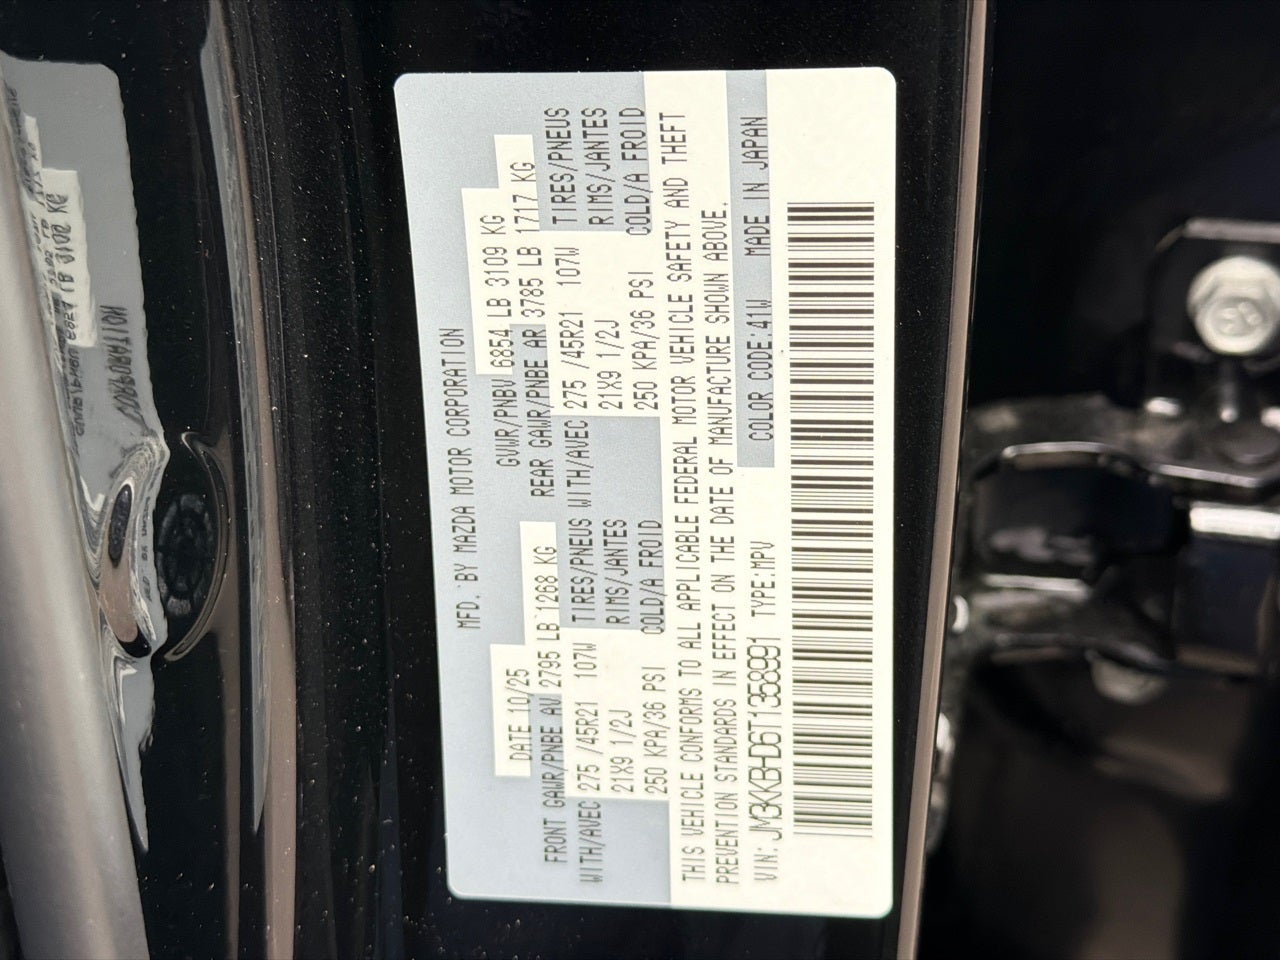 MFD. BY MAZDA MOTOR CORPORATION
DATE 10/25 GVWR/PNBV 6854 LB 3109 KG
FRONT GAWR/PNBE AV 2795 LB 1268 KG REAR GAWR/PNBE AR 3785 LB 1717 KG
WITH/AVEC 275 /45R21 107W TIRES/PNEUS WITH/AVEC 275 /45R21 107W TIRES/PNEUS
21X9 1/2J RIMS/JANTES 21X9 1/2J RIMS/JANTES
250 KPA/36 PSI COLD/A FROID 250 KPA/36 PSI COLD/A FROID
THIS VEHICLE CONFORMS TO ALL APPLICABLE FEDERAL MOTOR VEHICLE SAFETY AND THEFT
PREVENTION STANDARDS IN EFFECT ON THE DATE OF MANUFACTURE SHOWN ABOVE.
VIN: JM3KKBHD6T1358991 TYPE:MPV COLOR CODE:41W MADE IN JAPAN